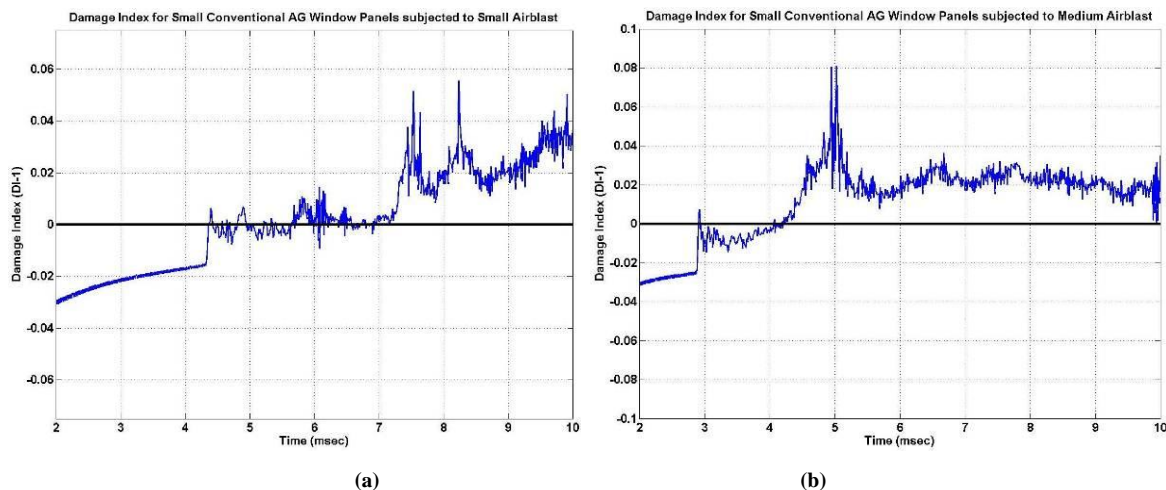 Damage Index for Small Conventional AG Window Panels subjected to Small Airblast
0.06
0.04
0.02
0
-0.02
-0.04
-0.06
Damage Index (DI-1)
2 3 4 5 6 7 8 9 10
Time (msec)
(a)
Damage Index for Small Conventional AG Window Panels subjected to Medium Airblast
0.1
0.08
0.06
0.04
0.02
0
-0.02
-0.04
-0.06
-0.08
-0.1
Damage Index (DI-1)
2 3 4 5 6 7 8 9 10
Time (msec)
(b)